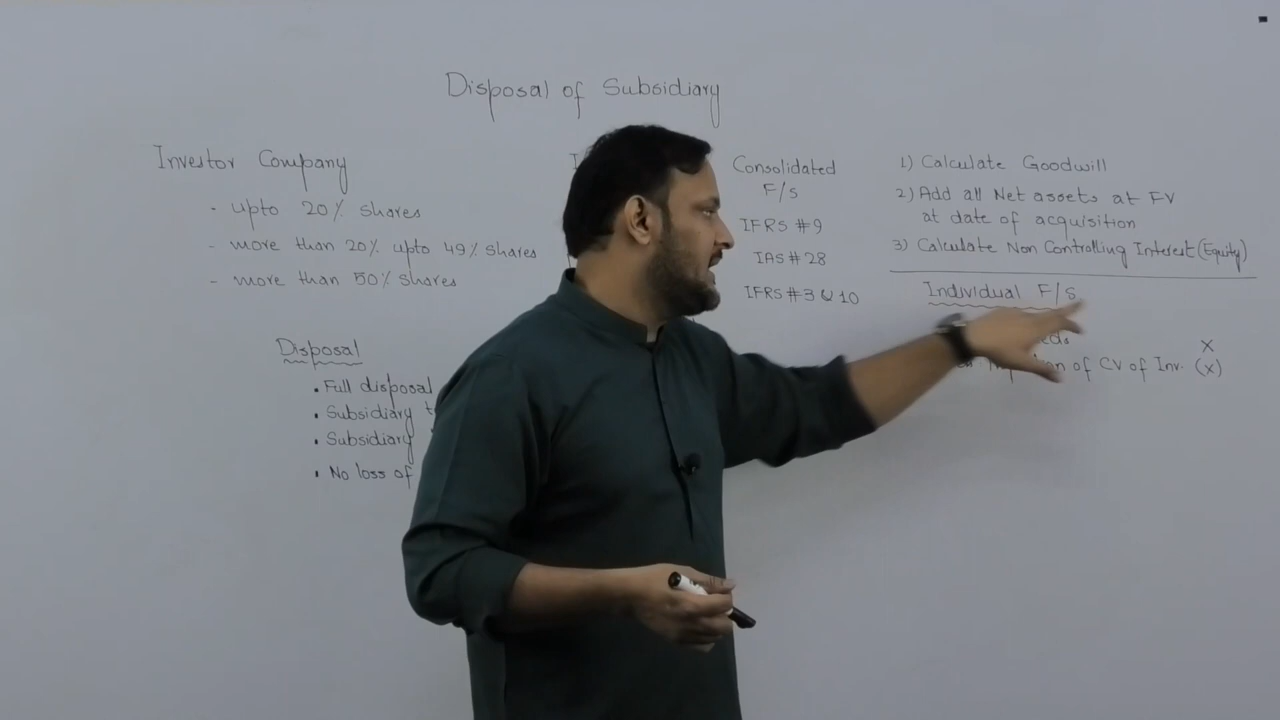 Disposal of Subsidiary
Investor Company
- upto 20% shares
- more than 20% upto 49% shares
- more than 50% shares
Consolidated
F/s
IFRS #9
IAS #28
IFRS #3 & 10
1) Calculate Goodwill
2) Add all Net assets at FV
at date of acquisition
3) Calculate Non Controlling Interest (Equity)
Individual F/s
x
of CV of Inv. (x)
Disposal
. Full disposal
. Subsidiary
. Subsidiary
. No loss of